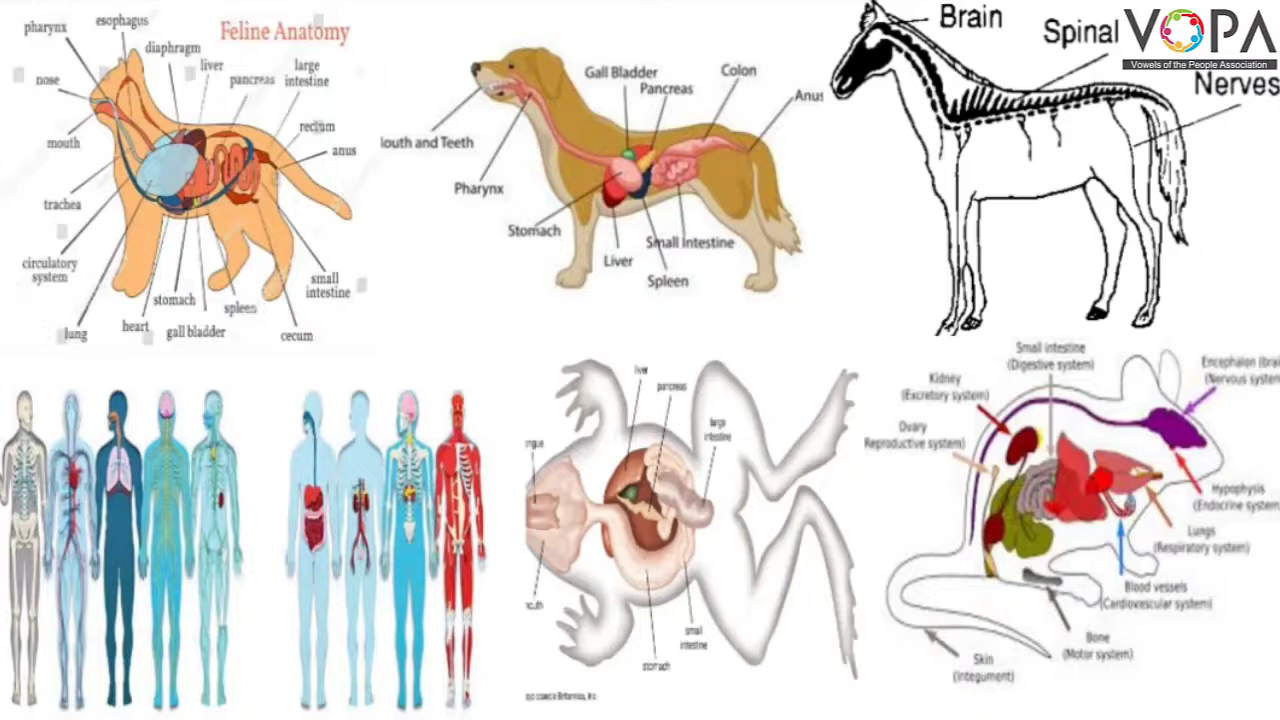 Feline Anatomy
pharynx
esophagus
diaphragm
liver
pancreas
large
intestine
nose
rectum
mouth
anus
trachea
circulatory
system
small
intestine
stomach
spleen
lung
heart
gall bladder
cecum
Gall Bladder
Pancreas
Colon
Anus
Mouth and Teeth
Pharynx
Stomach
Small Intestine
Liver
Spleen
Brain
Spinal
Nerves
VOPA
Vowels of the People Association
liver
pancreas
large
intestine
small
intestine
stomach
Small intestine
(Digestive system)
Kidney
(Excretory system)
Encephalon (brai
(Nervous system
Ovary
Reproductive system)
Hypophysis
(Endocrine system
Lungs
(Respiratory system)
Blood vessels
(Cardiovascular system)
Bone
(Motor system)
Skin
(Integument)